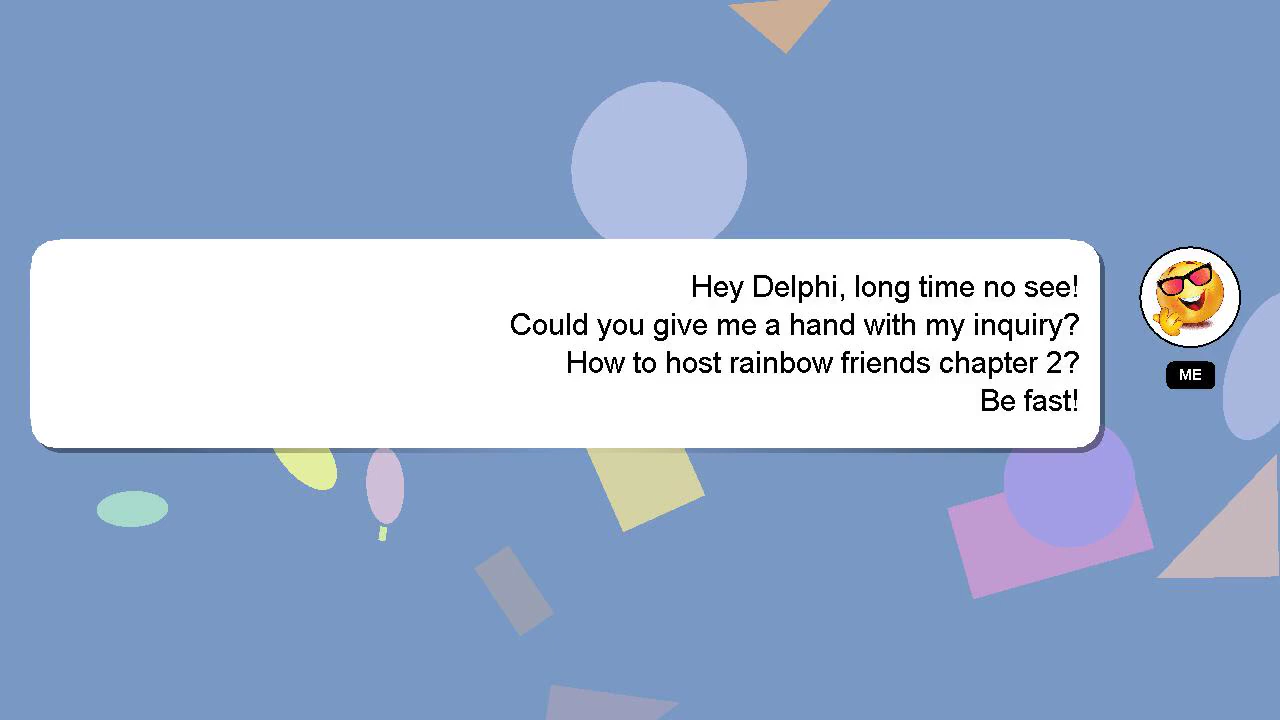 Hey Delphi, long time no see!
Could you give me a hand with my inquiry?
How to host rainbow friends chapter 2?
Be fast!
ME